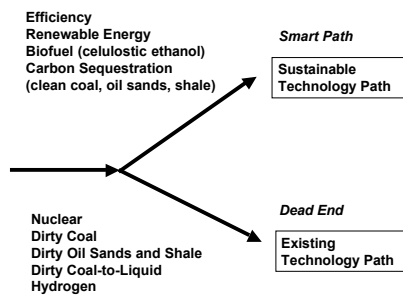 Efficiency
Renewable Energy
Biofuel (celulostic ethanol)
Carbon Sequestration
(clean coal, oil sands, shale)
Smart Path
Sustainable
Technology Path
Nuclear
Dirty Coal
Dirty Oil Sands and Shale
Dirty Coal-to-Liquid
Hydrogen
Dead End
Existing
Technology Path